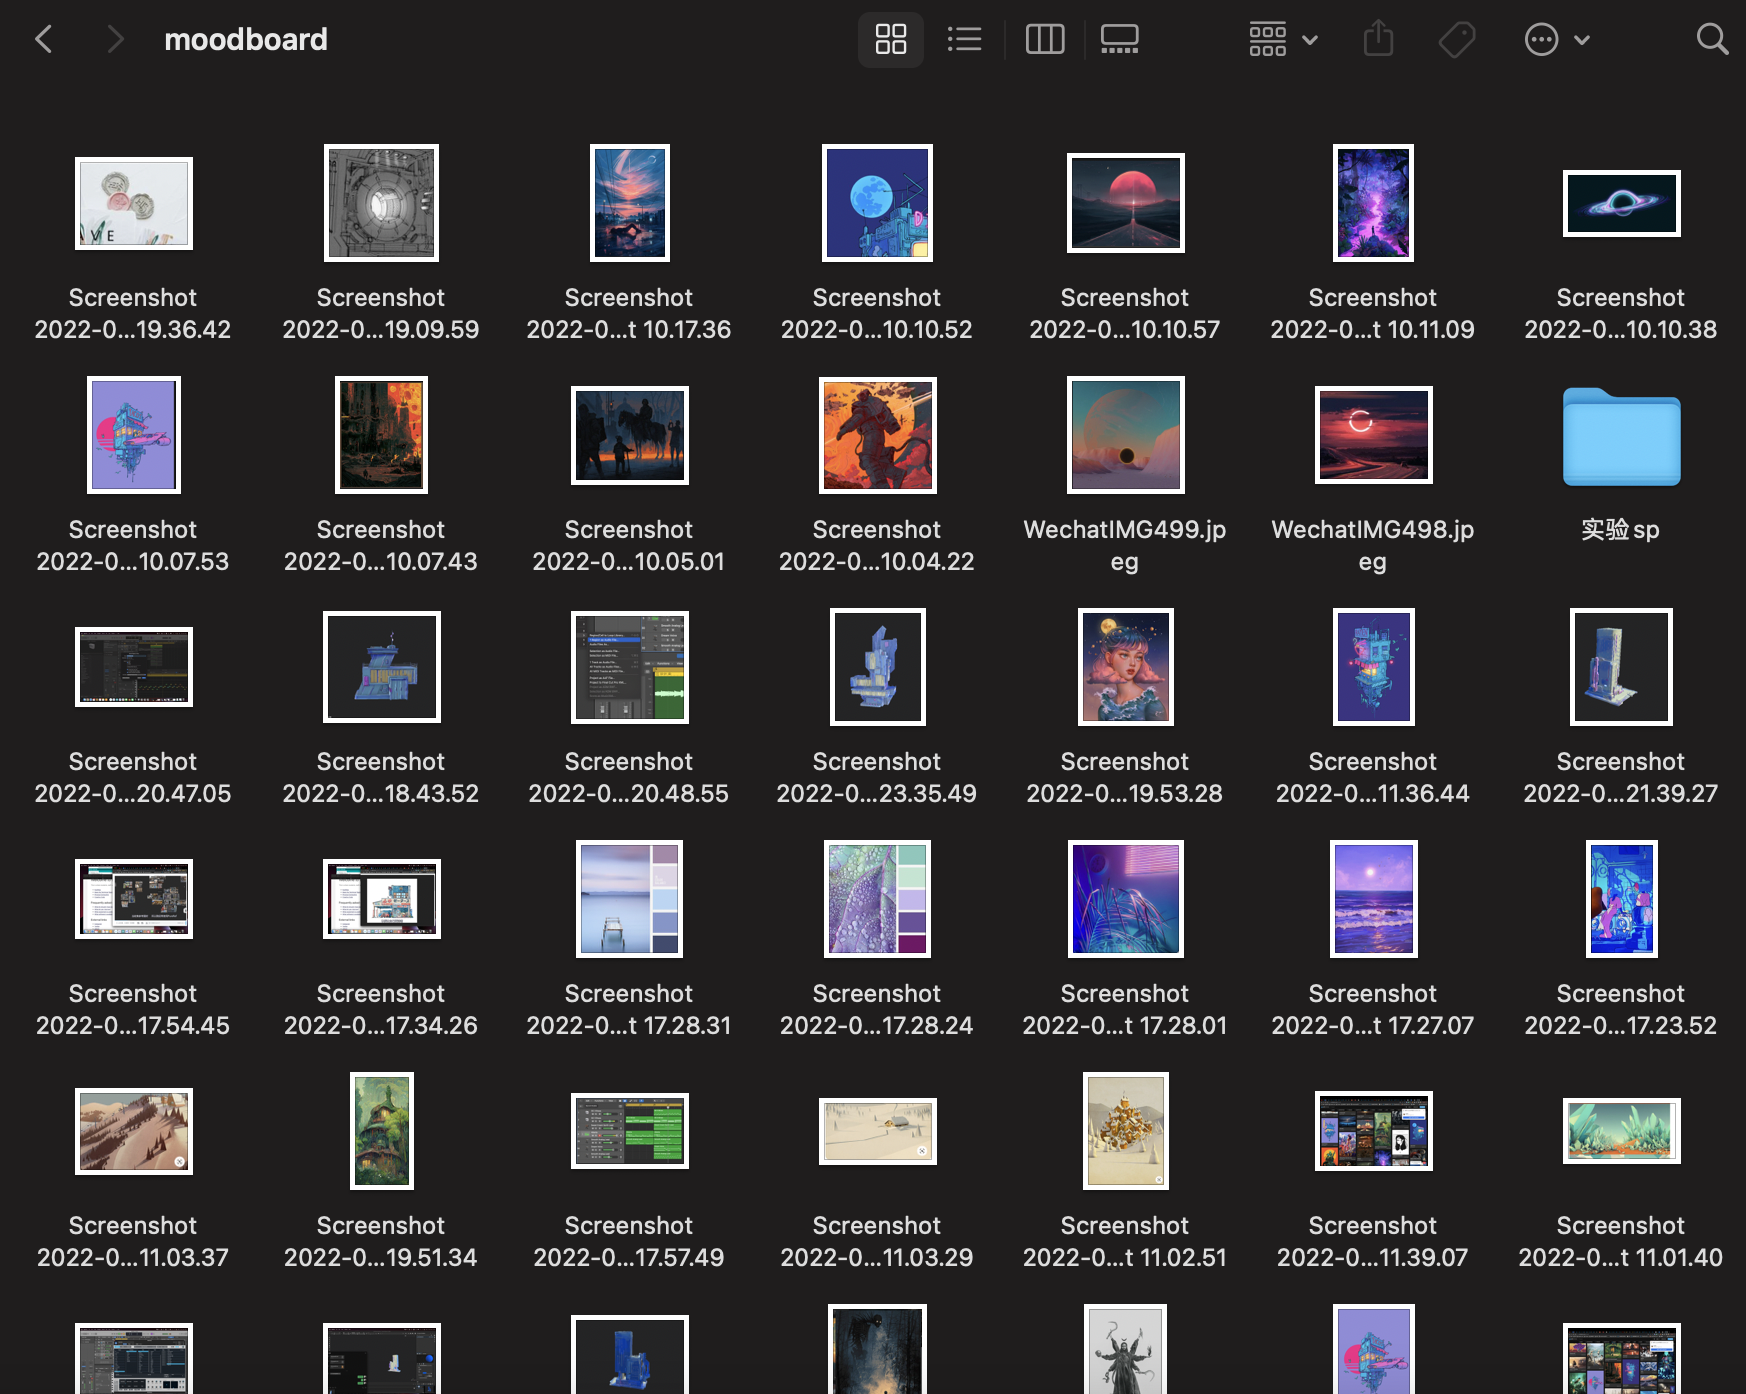 moodboard
Screenshot
2022-0...19.36.42
Screenshot
2022-0...19.09.59
Screenshot
2022-0...t 10.17.36
Screenshot
2022-0...10.10.52
Screenshot
2022-0...10.10.57
Screenshot
2022-0...t 10.11.09
Screenshot
2022-0...10.10.38
Screenshot
2022-0...10.07.53
Screenshot
2022-0...10.07.43
Screenshot
2022-0...10.05.01
Screenshot
2022-0...10.04.22
WechatIMG499.jp
eg
WechatIMG498.jp
eg
实验sp
Screenshot
2022-0...20.47.05
Screenshot
2022-0...18.43.52
Screenshot
2022-0...20.48.55
Screenshot
2022-0...23.35.49
Screenshot
2022-0...19.53.28
Screenshot
2022-0...11.36.44
Screenshot
2022-0...21.39.27
Screenshot
2022-0...17.54.45
Screenshot
2022-0...17.34.26
Screenshot
2022-0...t 17.28.31
Screenshot
2022-0...17.28.24
Screenshot
2022-0...t 17.28.01
Screenshot
2022-0...t 17.27.07
Screenshot
2022-0...17.23.52
Screenshot
2022-0...11.03.37
Screenshot
2022-0...19.51.34
Screenshot
2022-0...17.57.49
Screenshot
2022-0...11.03.29
Screenshot
2022-0...t 11.02.51
Screenshot
2022-0...11.39.07
Screenshot
2022-0...t 11.01.40